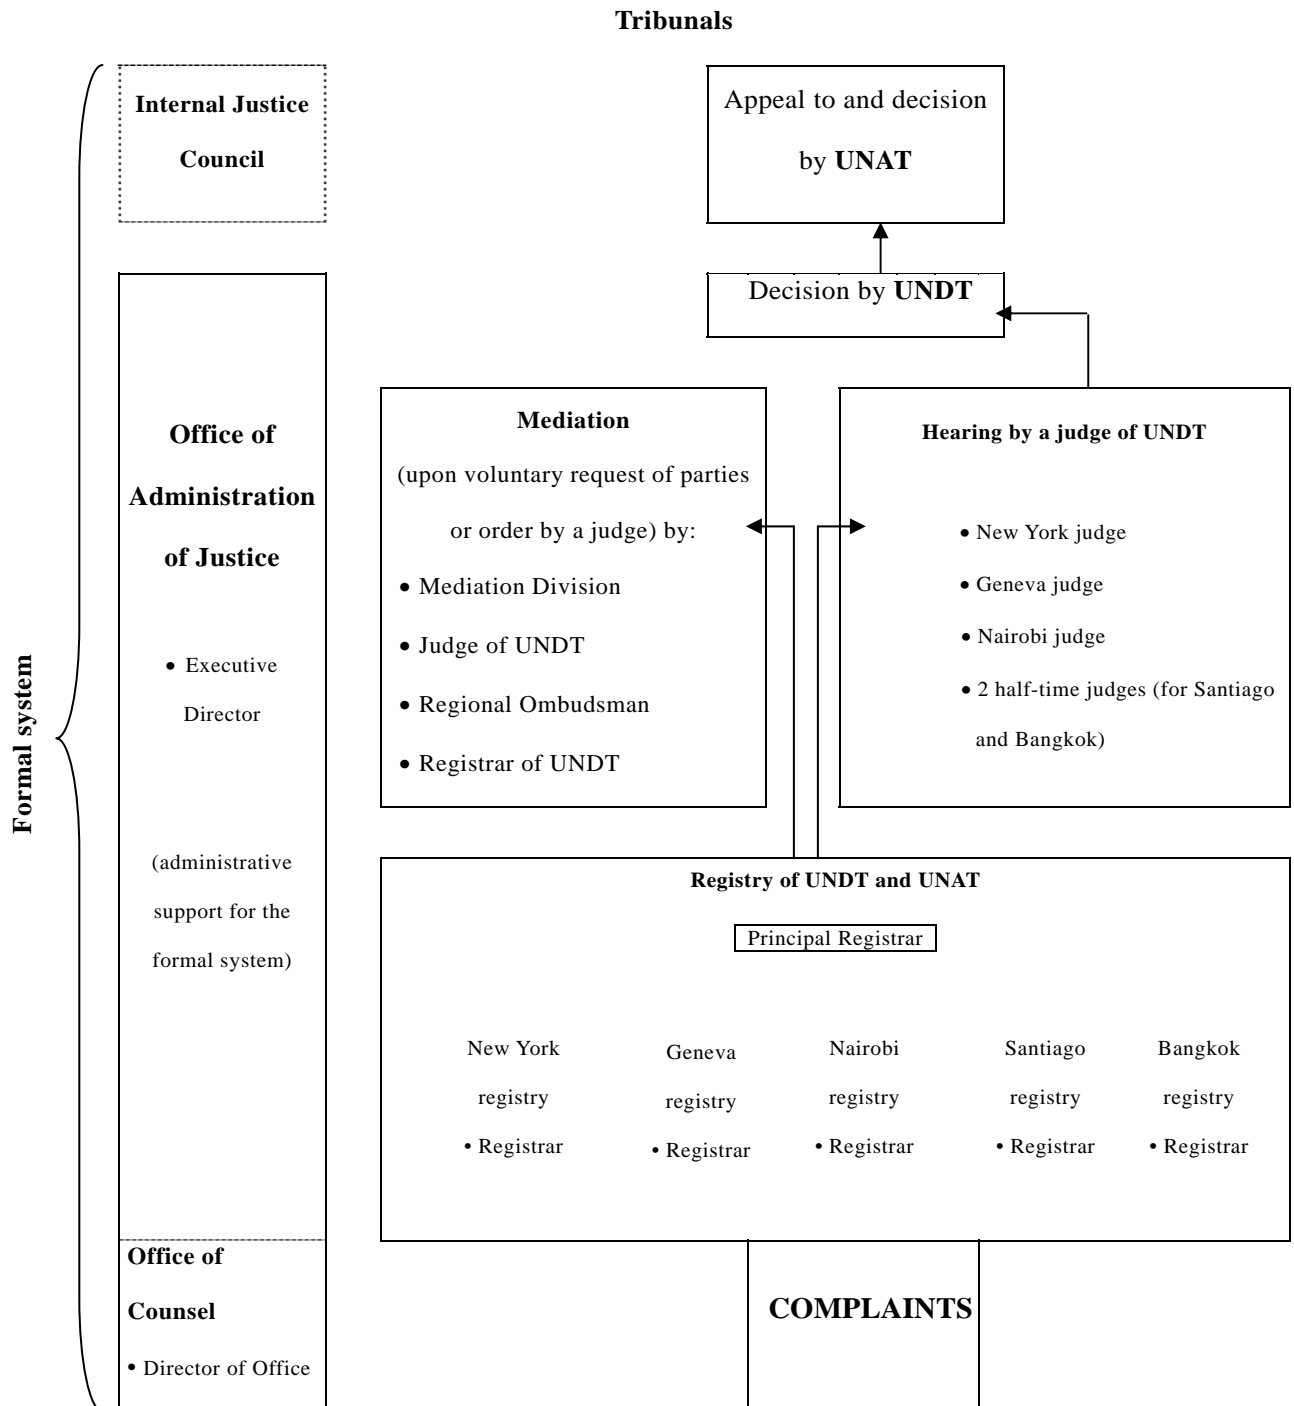 Tribunals
Formal system
Internal Justice
Council
Office of
Administration
of Justice
• Executive
Director
(administrative
support for the
formal system)
Office of
Counsel
• Director of Office
Appeal to and decision
by UNAT
Decision by UNDT
Mediation
(upon voluntary request of parties
or order by a judge) by:
• Mediation Division
• Judge of UNDT
• Regional Ombudsman
• Registrar of UNDT
Hearing by a judge of UNDT
• New York judge
• Geneva judge
• Nairobi judge
• 2 half-time judges (for Santiago
and Bangkok)
Registry of UNDT and UNAT
Principal Registrar
New York
registry
• Registrar
Geneva
registry
• Registrar
Nairobi
registry
• Registrar
Santiago
registry
• Registrar
Bangkok
registry
• Registrar
COMPLAINTS